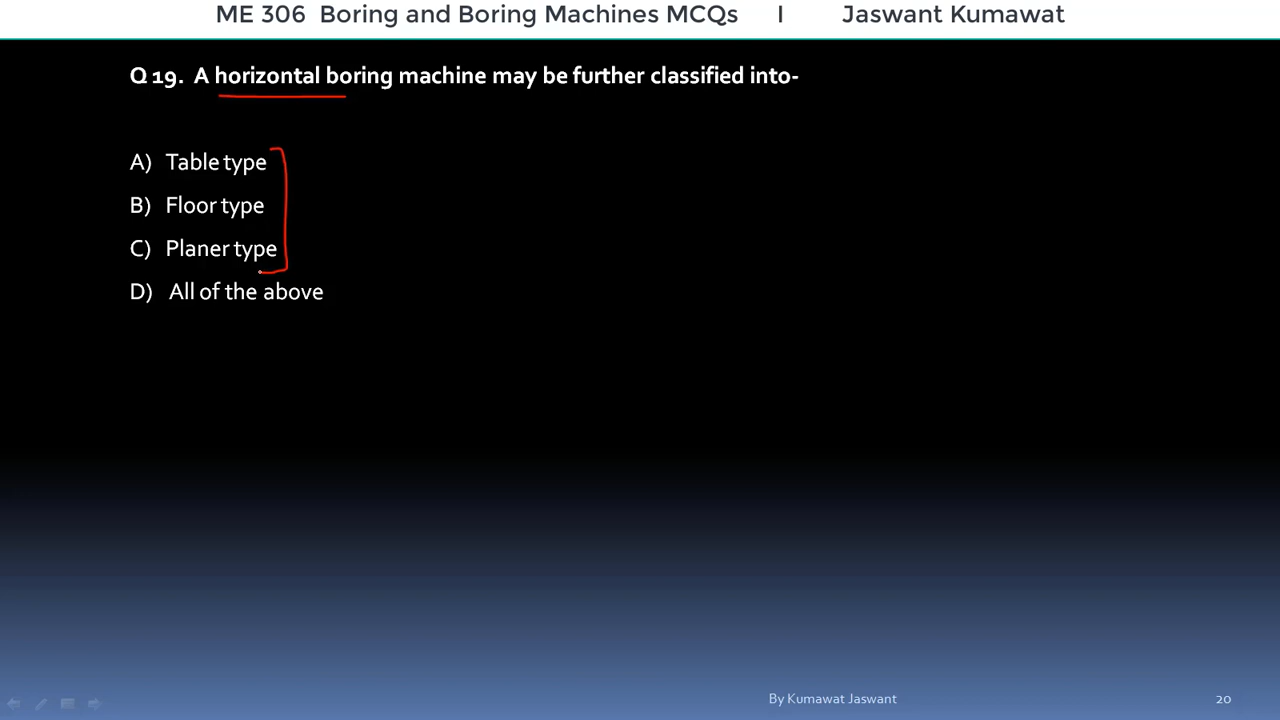 ME 306 Boring and Boring Machines MCQs I Jaswant Kumawat
Q 19. A horizontal boring machine may be further classified into-
A) Table type
B) Floor type
C) Planer type
D) All of the above
By Kumawat Jaswant 20